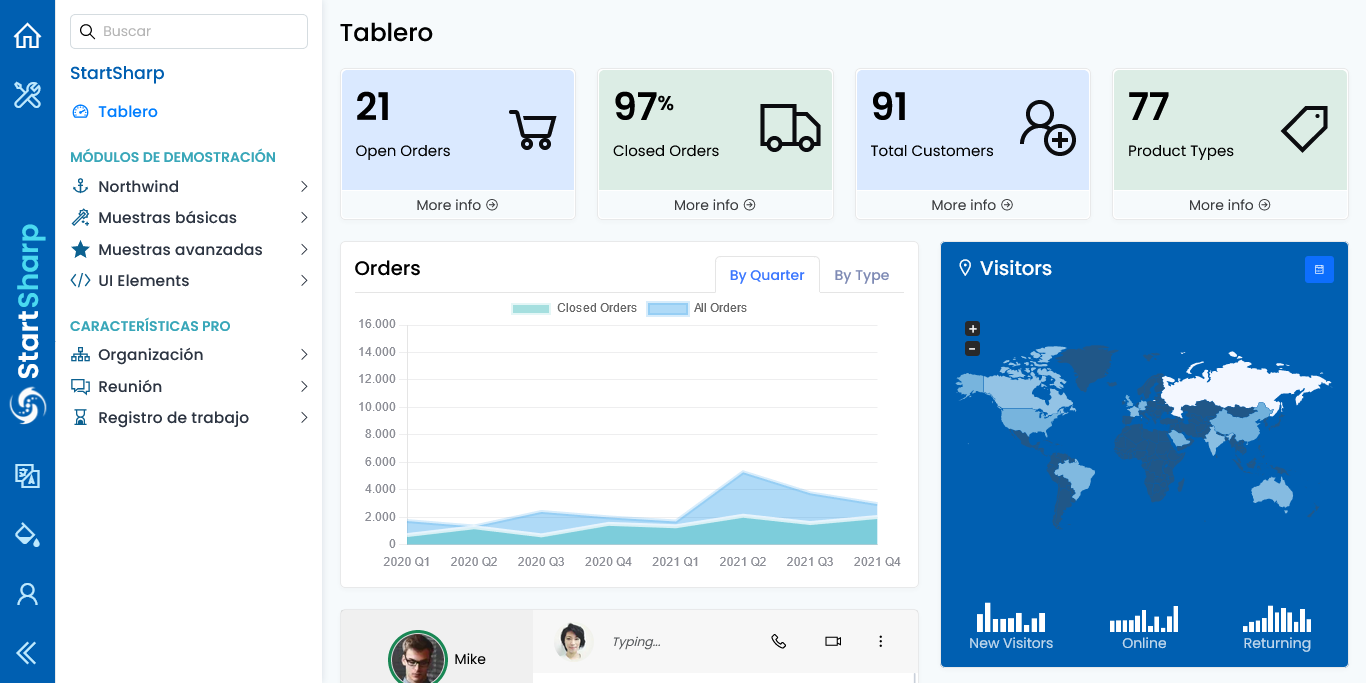 StartSharp
Buscar
StartSharp
Tablero
MÓDULOS DE DEMOSTRACIÓN
Northwind
Muestras básicas
Muestras avanzadas
UI Elements
CARACTERÍSTICAS PRO
Organización
Reunión
Registro de trabajo
Tablero
21
Open Orders
More info
97%
Closed Orders
More info
91
Total Customers
More info
77
Product Types
More info
Orders
By Quarter
By Type
Closed Orders
All Orders
16.000
14.000
12.000
10.000
8.000
6.000
4.000
2.000
0
2020 Q1
2020 Q2
2020 Q3
2020 Q4
2021 Q1
2021 Q2
2021 Q3
2021 Q4
Visitors
+
−
New Visitors
Online
Returning
Mike
Typing...